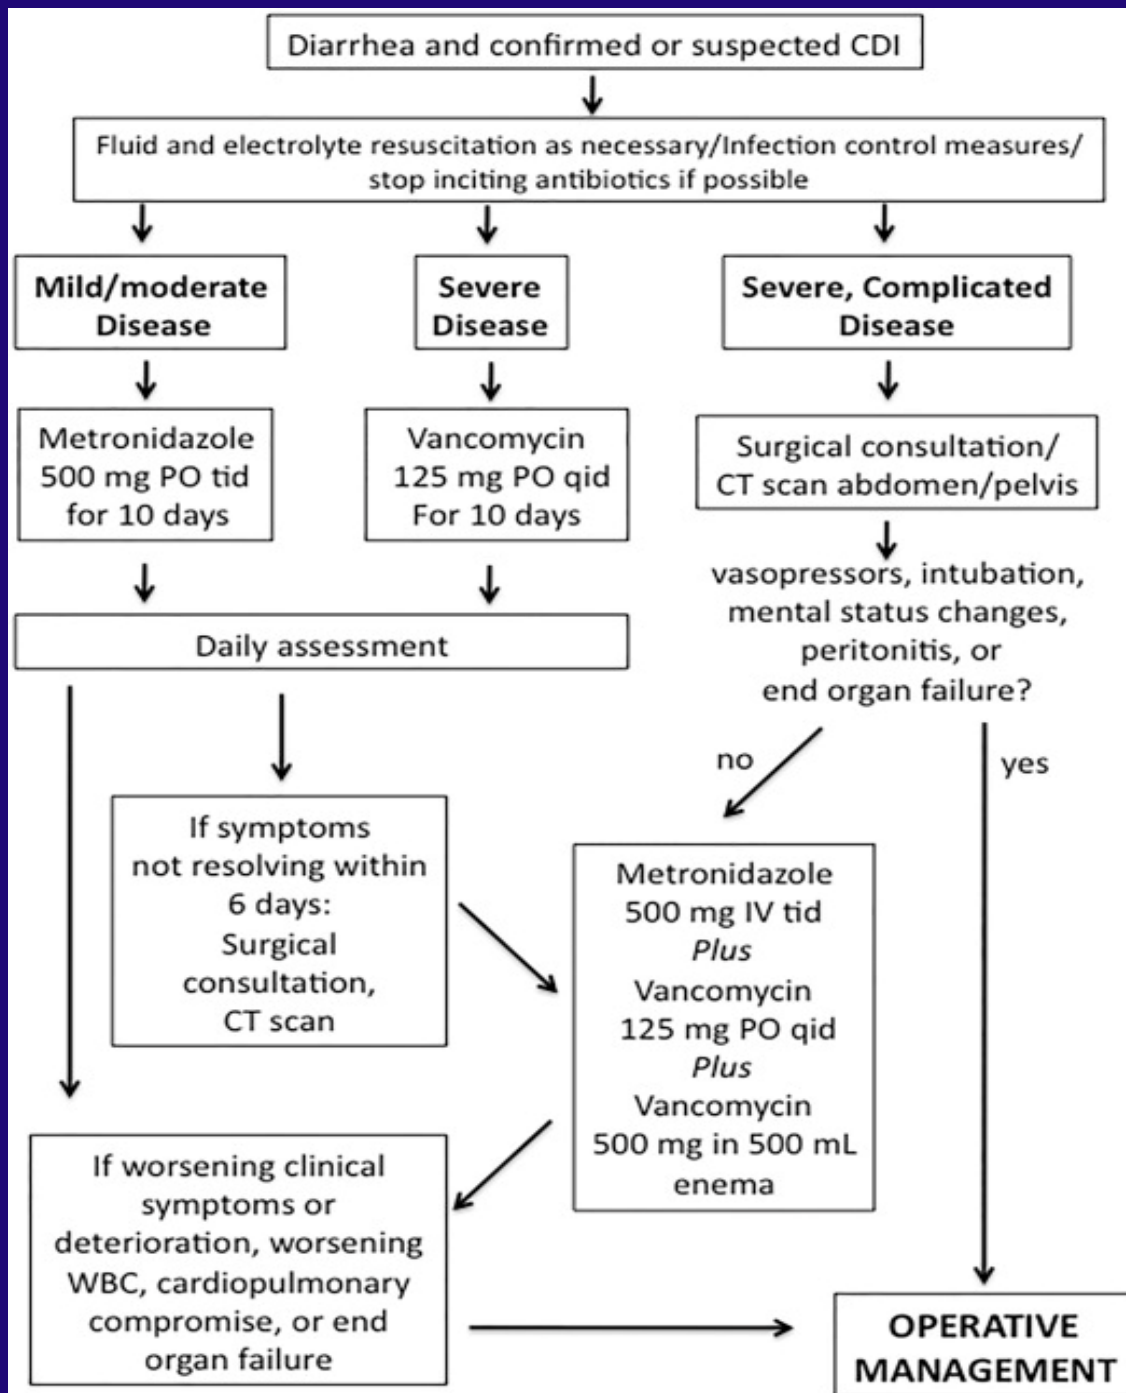 Diarrhea and confirmed or suspected CDI
Fluid and electrolyte resuscitation as necessary/Infection control measures/
stop inciting antibiotics if possible
Mild/moderate
Disease
Severe
Disease
Severe, Complicated
Disease
Metronidazole
500 mg PO tid
for 10 days
Vancomycin
125 mg PO qid
For 10 days
Surgical consultation/
CT scan abdomen/pelvis
Daily assessment
vasopressors, intubation,
mental status changes,
peritonitis, or
end organ failure?
no
yes
If symptoms
not resolving within
6 days:
Surgical
consultation,
CT scan
Metronidazole
500 mg IV tid
Plus
Vancomycin
125 mg PO qid
Plus
Vancomycin
500 mg in 500 mL
enema
If worsening clinical
symptoms or
deterioration, worsening
WBC, cardiopulmonary
compromise, or end
organ failure
OPERATIVE
MANAGEMENT